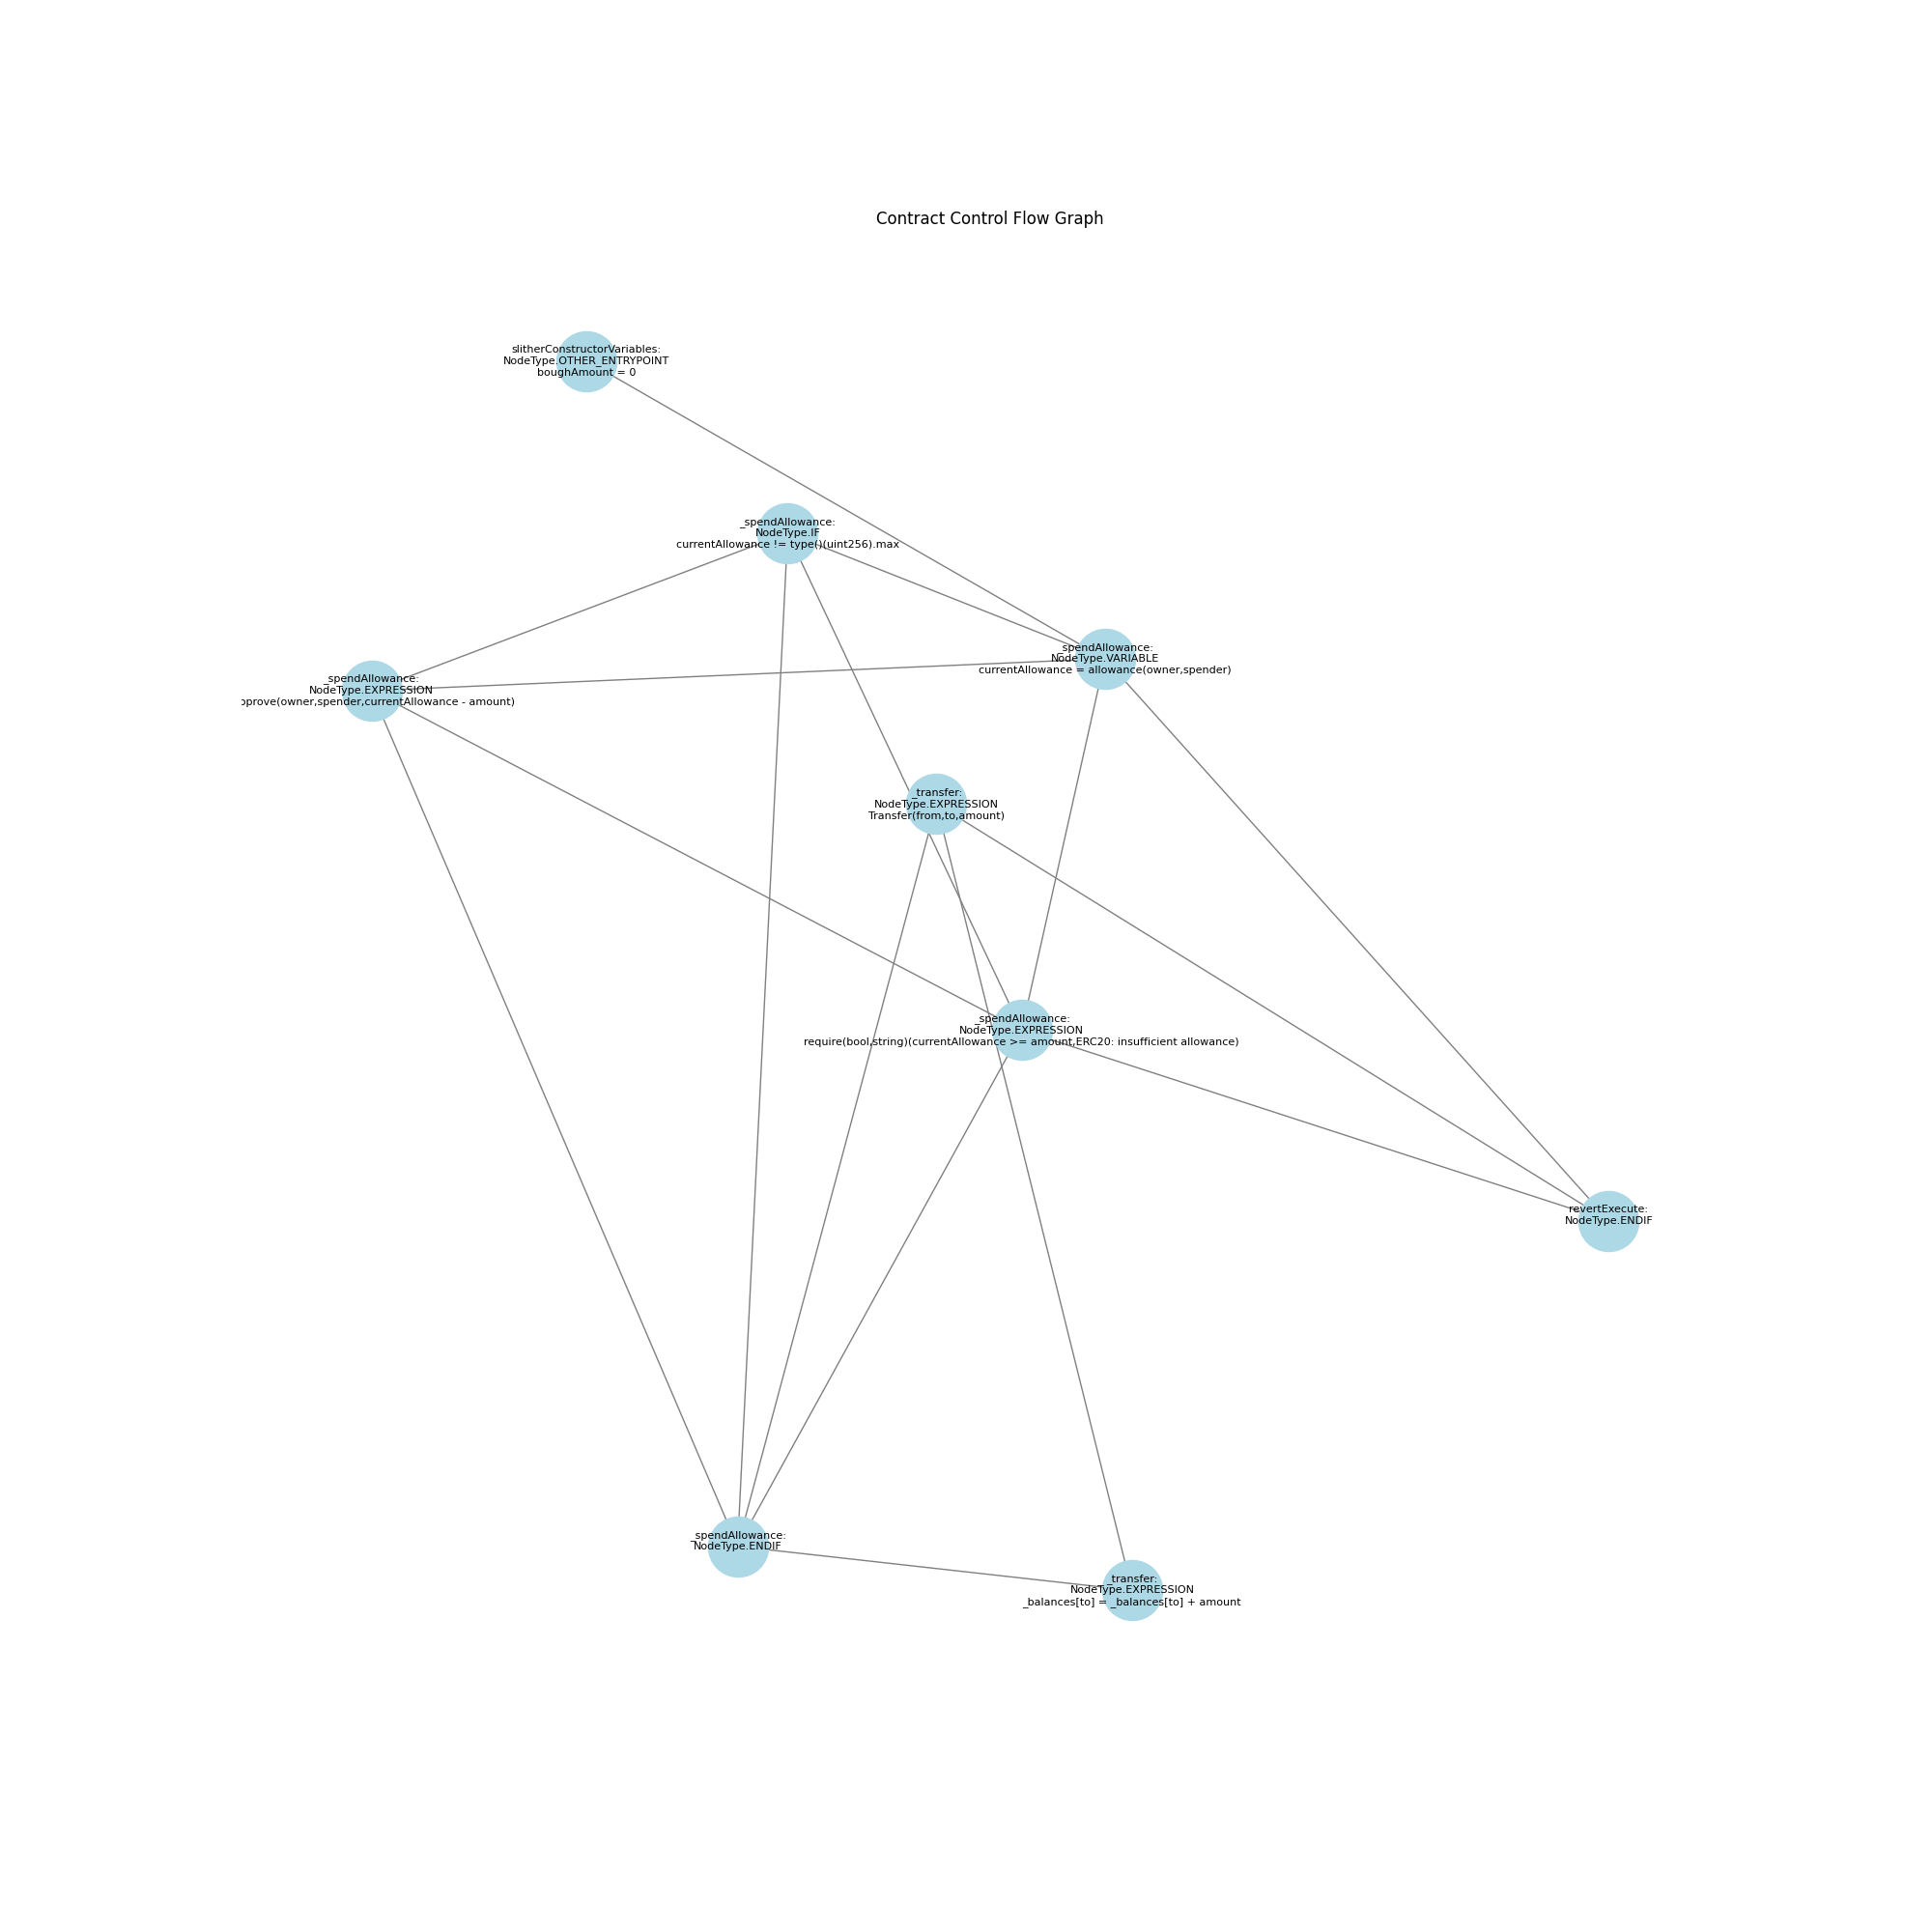 Contract Control Flow Graph
slitherConstructorVariables:
NodeType.OTHER_ENTRYPOINT
boughAmount = 0
_spendAllowance:
NodeType.IF
currentAllowance != type()(uint256).max
_spendAllowance:
NodeType.VARIABLE
currentAllowance = allowance(owner,spender)
_spendAllowance:
NodeType.EXPRESSION
pprove(owner,spender,currentAllowance - amount)
_transfer:
NodeType.EXPRESSION
Transfer(from,to,amount)
_spendAllowance:
NodeType.EXPRESSION
require(bool,string)(currentAllowance >= amount,ERC20: insufficient allowance)
revertExecute:
NodeType.ENDIF
_spendAllowance:
NodeType.ENDIF
_transfer:
NodeType.EXPRESSION
_balances[to] = _balances[to] + amount